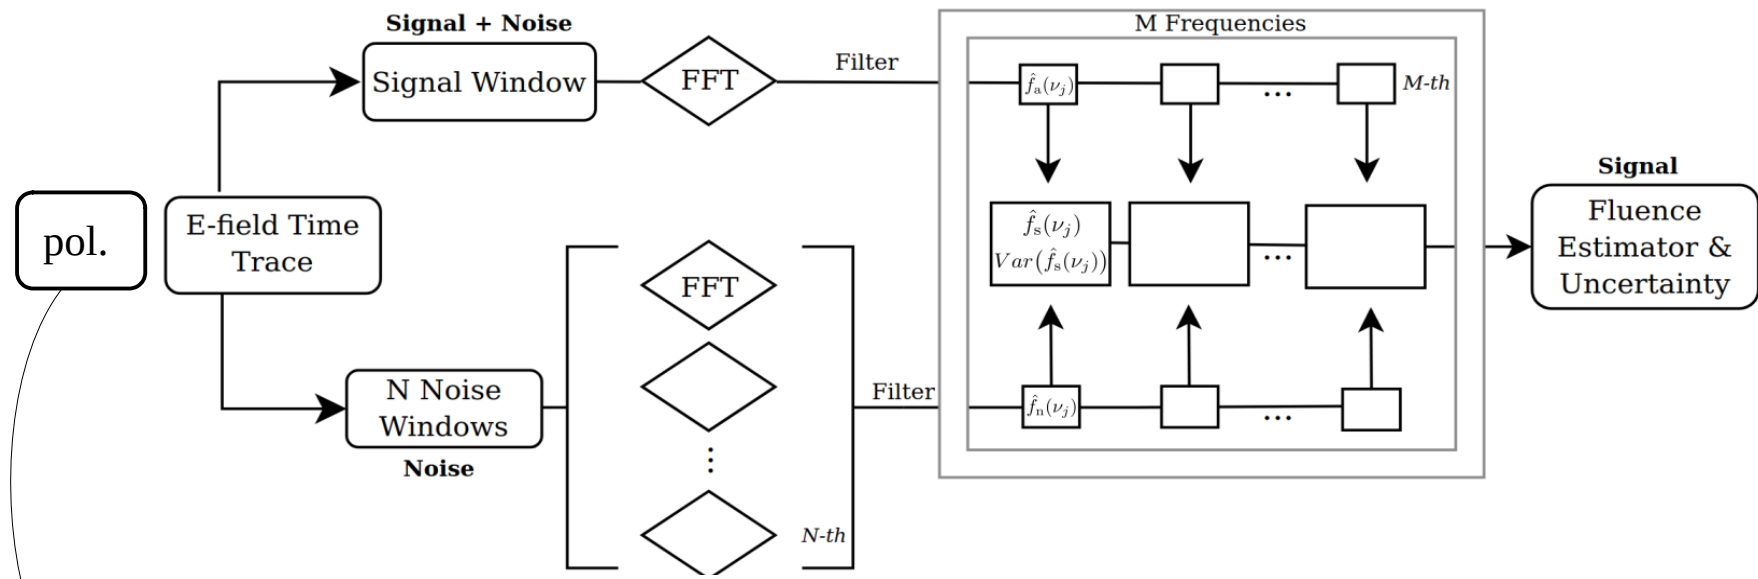 Signal + Noise
Signal Window
FFT
Filter
M Frequencies
f̂ₐ(νⱼ)
...
M-th
pol.
E-field Time
Trace
FFT
⋮
N-th
N Noise
Windows
Noise
Filter
f̂ₛ(νⱼ)
Var(f̂ₛ(νⱼ))
...
f̂ₙ(νⱼ)
...
Signal
Fluence
Estimator &
Uncertainty